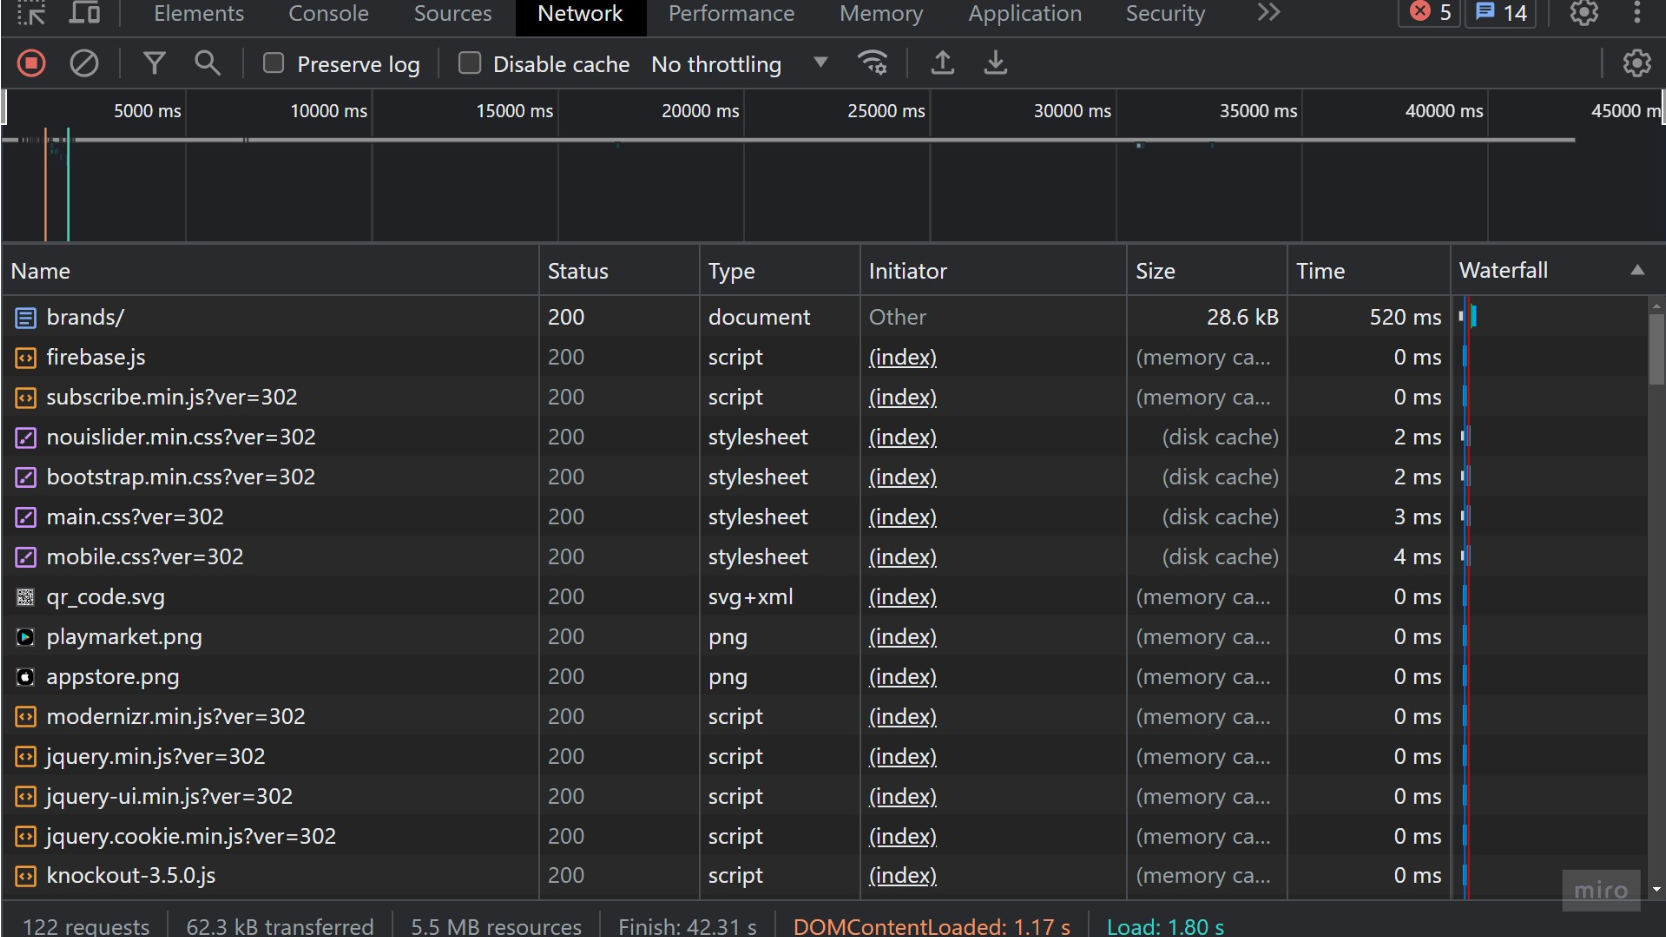 Elements Console Sources Network Performance Memory Application Security 5 14
Preserve log Disable cache No throttling
5000 ms 10000 ms 15000 ms 20000 ms 25000 ms 30000 ms 35000 ms 40000 ms 45000 m
Name Status Type Initiator Size Time Waterfall
brands/ 200 document Other 28.6 kB 520 ms
firebase.js 200 script (index) (memory ca... 0 ms
subscribe.min.js?ver=302 200 script (index) (memory ca... 0 ms
nouislider.min.css?ver=302 200 stylesheet (index) (disk cache) 2 ms
bootstrap.min.css?ver=302 200 stylesheet (index) (disk cache) 2 ms
main.css?ver=302 200 stylesheet (index) (disk cache) 3 ms
mobile.css?ver=302 200 stylesheet (index) (disk cache) 4 ms
qr_code.svg 200 svg+xml (index) (memory ca... 0 ms
playmarket.png 200 png (index) (memory ca... 0 ms
appstore.png 200 png (index) (memory ca... 0 ms
modernizr.min.js?ver=302 200 script (index) (memory ca... 0 ms
jquery.min.js?ver=302 200 script (index) (memory ca... 0 ms
jquery-ui.min.js?ver=302 200 script (index) (memory ca... 0 ms
jquery.cookie.min.js?ver=302 200 script (index) (memory ca... 0 ms
knockout-3.5.0.js 200 script (index) (memory ca... 0 ms
miro
122 requests 62.3 kB transferred 5.5 MB resources Finish: 42.31 s DOMContentLoaded: 1.17 s Load: 1.80 s